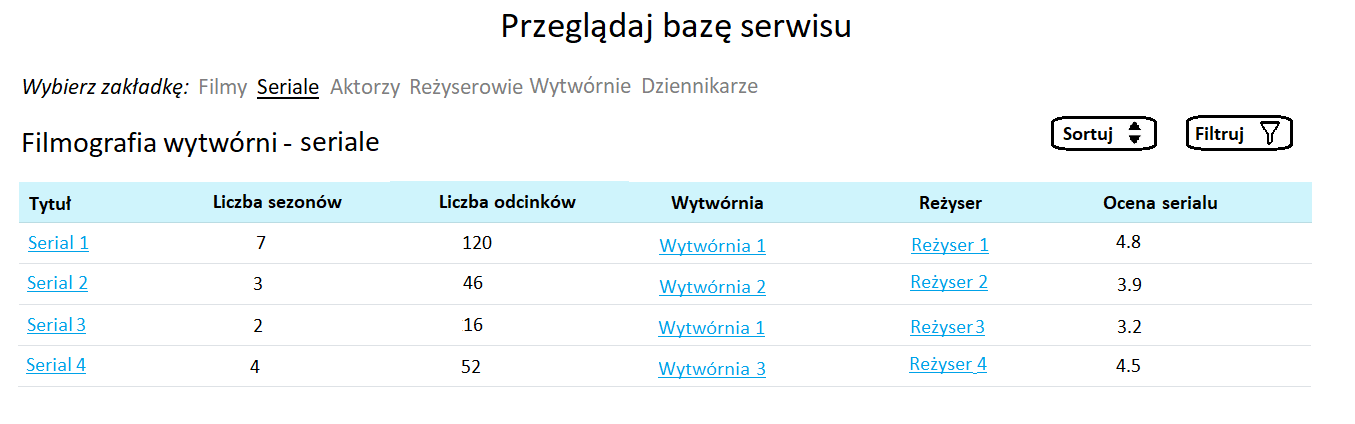 Przeglądaj bazę serwisu
Wybierz zakładkę: Filmy Seriale Aktorzy Reżyserowie Wytwórnie Dziennikarze
Filmografia wytwórni - seriale
Sortuj Filtruj
Tytuł Liczba sezonów Liczba odcinków Wytwórnia Reżyser Ocena serialu
Serial 1 7 120 Wytwórnia 1 Reżyser 1 4.8
Serial 2 3 46 Wytwórnia 2 Reżyser 2 3.9
Serial 3 2 16 Wytwórnia 1 Reżyser3 3.2
Serial 4 4 52 Wytwórnia 3 Reżyser 4 4.5